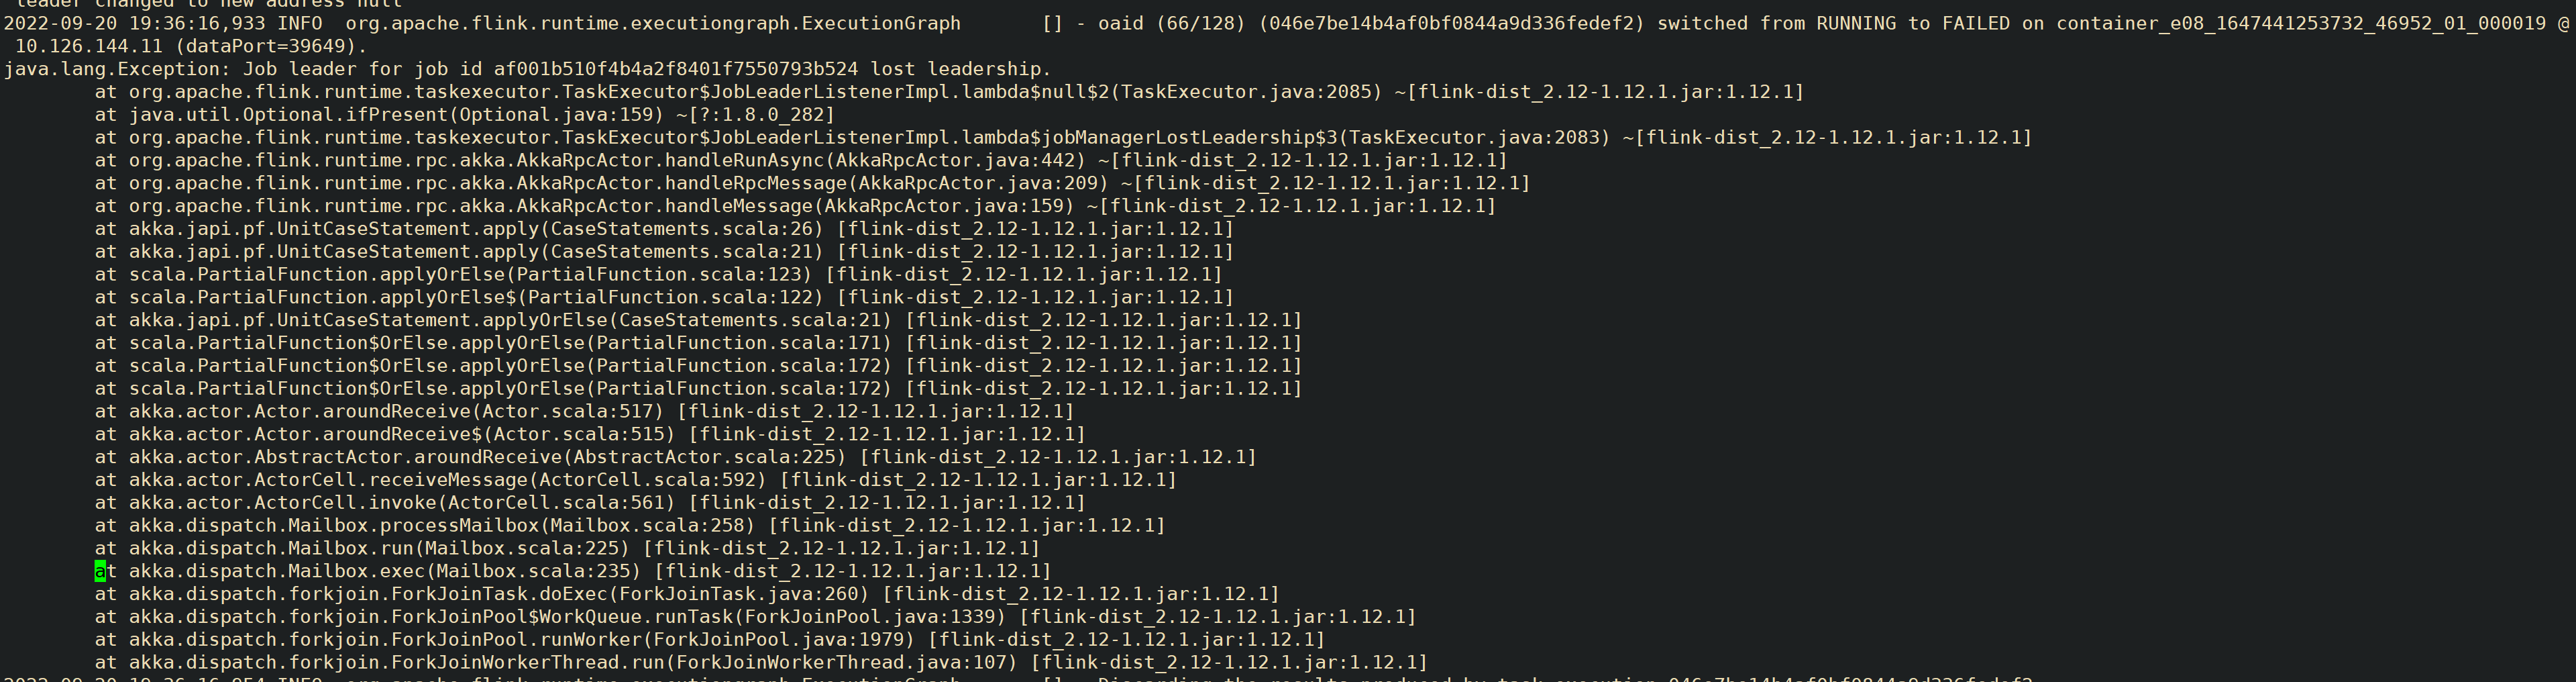 leader changed to new address null
2022-09-20 19:36:16,933 INFO  org.apache.flink.runtime.executiongraph.ExecutionGraph       [] - oaid (66/128) (046e7be14b4af0bf0844a9d336fedef2) switched from RUNNING to FAILED on container_e08_1647441253732_46952_01_000019 @
 10.126.144.11 (dataPort=39649).
java.lang.Exception: Job leader for job id af001b510f4b4a2f8401f7550793b524 lost leadership.
        at org.apache.flink.runtime.taskexecutor.TaskExecutor$JobLeaderListenerImpl.lambda$null$2(TaskExecutor.java:2085) ~[flink-dist_2.12-1.12.1.jar:1.12.1]
        at java.util.Optional.ifPresent(Optional.java:159) ~[?:1.8.0_282]
        at org.apache.flink.runtime.taskexecutor.TaskExecutor$JobLeaderListenerImpl.lambda$jobManagerLostLeadership$3(TaskExecutor.java:2083) ~[flink-dist_2.12-1.12.1.jar:1.12.1]
        at org.apache.flink.runtime.rpc.akka.AkkaRpcActor.handleRunAsync(AkkaRpcActor.java:442) ~[flink-dist_2.12-1.12.1.jar:1.12.1]
        at org.apache.flink.runtime.rpc.akka.AkkaRpcActor.handleRpcMessage(AkkaRpcActor.java:209) ~[flink-dist_2.12-1.12.1.jar:1.12.1]
        at org.apache.flink.runtime.rpc.akka.AkkaRpcActor.handleMessage(AkkaRpcActor.java:159) ~[flink-dist_2.12-1.12.1.jar:1.12.1]
        at akka.japi.pf.UnitCaseStatement.apply(CaseStatements.scala:26) [flink-dist_2.12-1.12.1.jar:1.12.1]
        at akka.japi.pf.UnitCaseStatement.apply(CaseStatements.scala:21) [flink-dist_2.12-1.12.1.jar:1.12.1]
        at scala.PartialFunction.applyOrElse(PartialFunction.scala:123) [flink-dist_2.12-1.12.1.jar:1.12.1]
        at scala.PartialFunction.applyOrElse$(PartialFunction.scala:122) [flink-dist_2.12-1.12.1.jar:1.12.1]
        at akka.japi.pf.UnitCaseStatement.applyOrElse(CaseStatements.scala:21) [flink-dist_2.12-1.12.1.jar:1.12.1]
        at scala.PartialFunction$OrElse.applyOrElse(PartialFunction.scala:171) [flink-dist_2.12-1.12.1.jar:1.12.1]
        at scala.PartialFunction$OrElse.applyOrElse(PartialFunction.scala:172) [flink-dist_2.12-1.12.1.jar:1.12.1]
        at scala.PartialFunction$OrElse.applyOrElse(PartialFunction.scala:172) [flink-dist_2.12-1.12.1.jar:1.12.1]
        at akka.actor.Actor.aroundReceive(Actor.scala:517) [flink-dist_2.12-1.12.1.jar:1.12.1]
        at akka.actor.Actor.aroundReceive$(Actor.scala:515) [flink-dist_2.12-1.12.1.jar:1.12.1]
        at akka.actor.AbstractActor.aroundReceive(AbstractActor.scala:225) [flink-dist_2.12-1.12.1.jar:1.12.1]
        at akka.actor.ActorCell.receiveMessage(ActorCell.scala:592) [flink-dist_2.12-1.12.1.jar:1.12.1]
        at akka.actor.ActorCell.invoke(ActorCell.scala:561) [flink-dist_2.12-1.12.1.jar:1.12.1]
        at akka.dispatch.Mailbox.processMailbox(Mailbox.scala:258) [flink-dist_2.12-1.12.1.jar:1.12.1]
        at akka.dispatch.Mailbox.run(Mailbox.scala:225) [flink-dist_2.12-1.12.1.jar:1.12.1]
        at akka.dispatch.Mailbox.exec(Mailbox.scala:235) [flink-dist_2.12-1.12.1.jar:1.12.1]
        at akka.dispatch.forkjoin.ForkJoinTask.doExec(ForkJoinTask.java:260) [flink-dist_2.12-1.12.1.jar:1.12.1]
        at akka.dispatch.forkjoin.ForkJoinPool$WorkQueue.runTask(ForkJoinPool.java:1339) [flink-dist_2.12-1.12.1.jar:1.12.1]
        at akka.dispatch.forkjoin.ForkJoinPool.runWorker(ForkJoinPool.java:1979) [flink-dist_2.12-1.12.1.jar:1.12.1]
        at akka.dispatch.forkjoin.ForkJoinWorkerThread.run(ForkJoinWorkerThread.java:107) [flink-dist_2.12-1.12.1.jar:1.12.1]
2022-09-20 19:36:16,954 INFO  org.apache.flink.runtime.executiongraph.ExecutionGraph       [] - Discarding the results produced by task execution 046e7be14b4af0bf0844a9d336fedef2